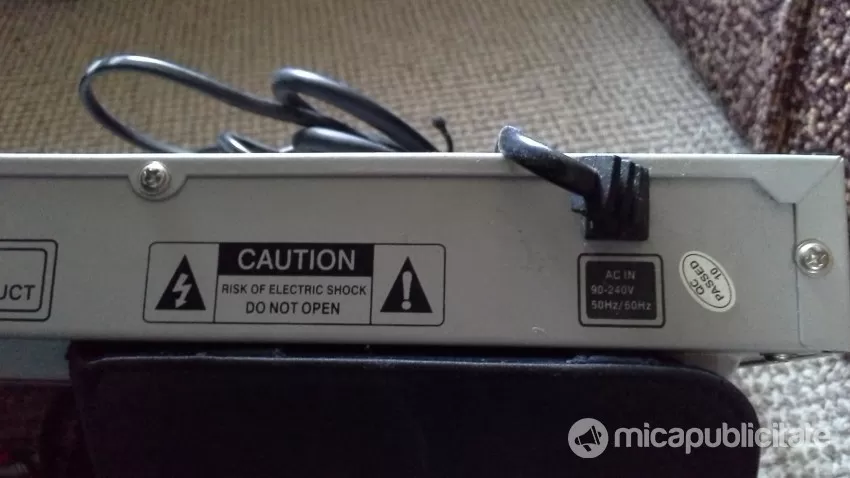 UCT
CAUTION
RISK OF ELECTRIC SHOCK
DO NOT OPEN
AC IN
90-240V
50Hz/60Hz
QC
PASSED
10
micapublicitate